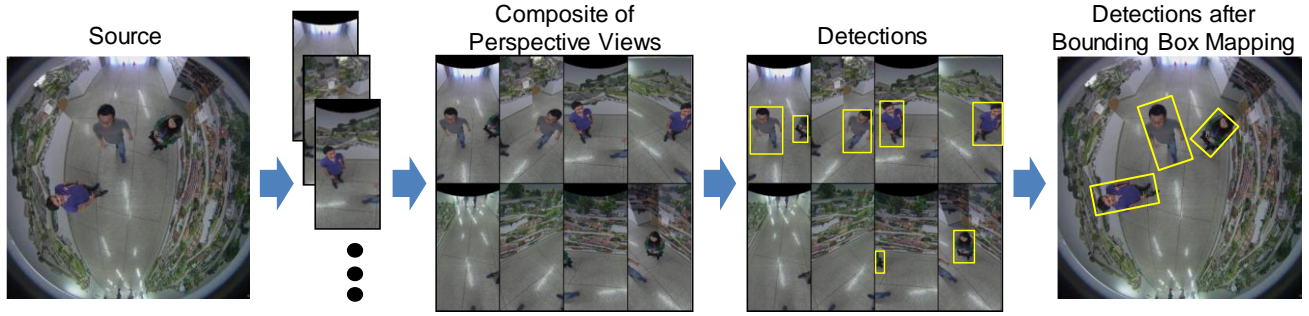 Source
Composite of
Perspective Views
Detections
Detections after
Bounding Box Mapping